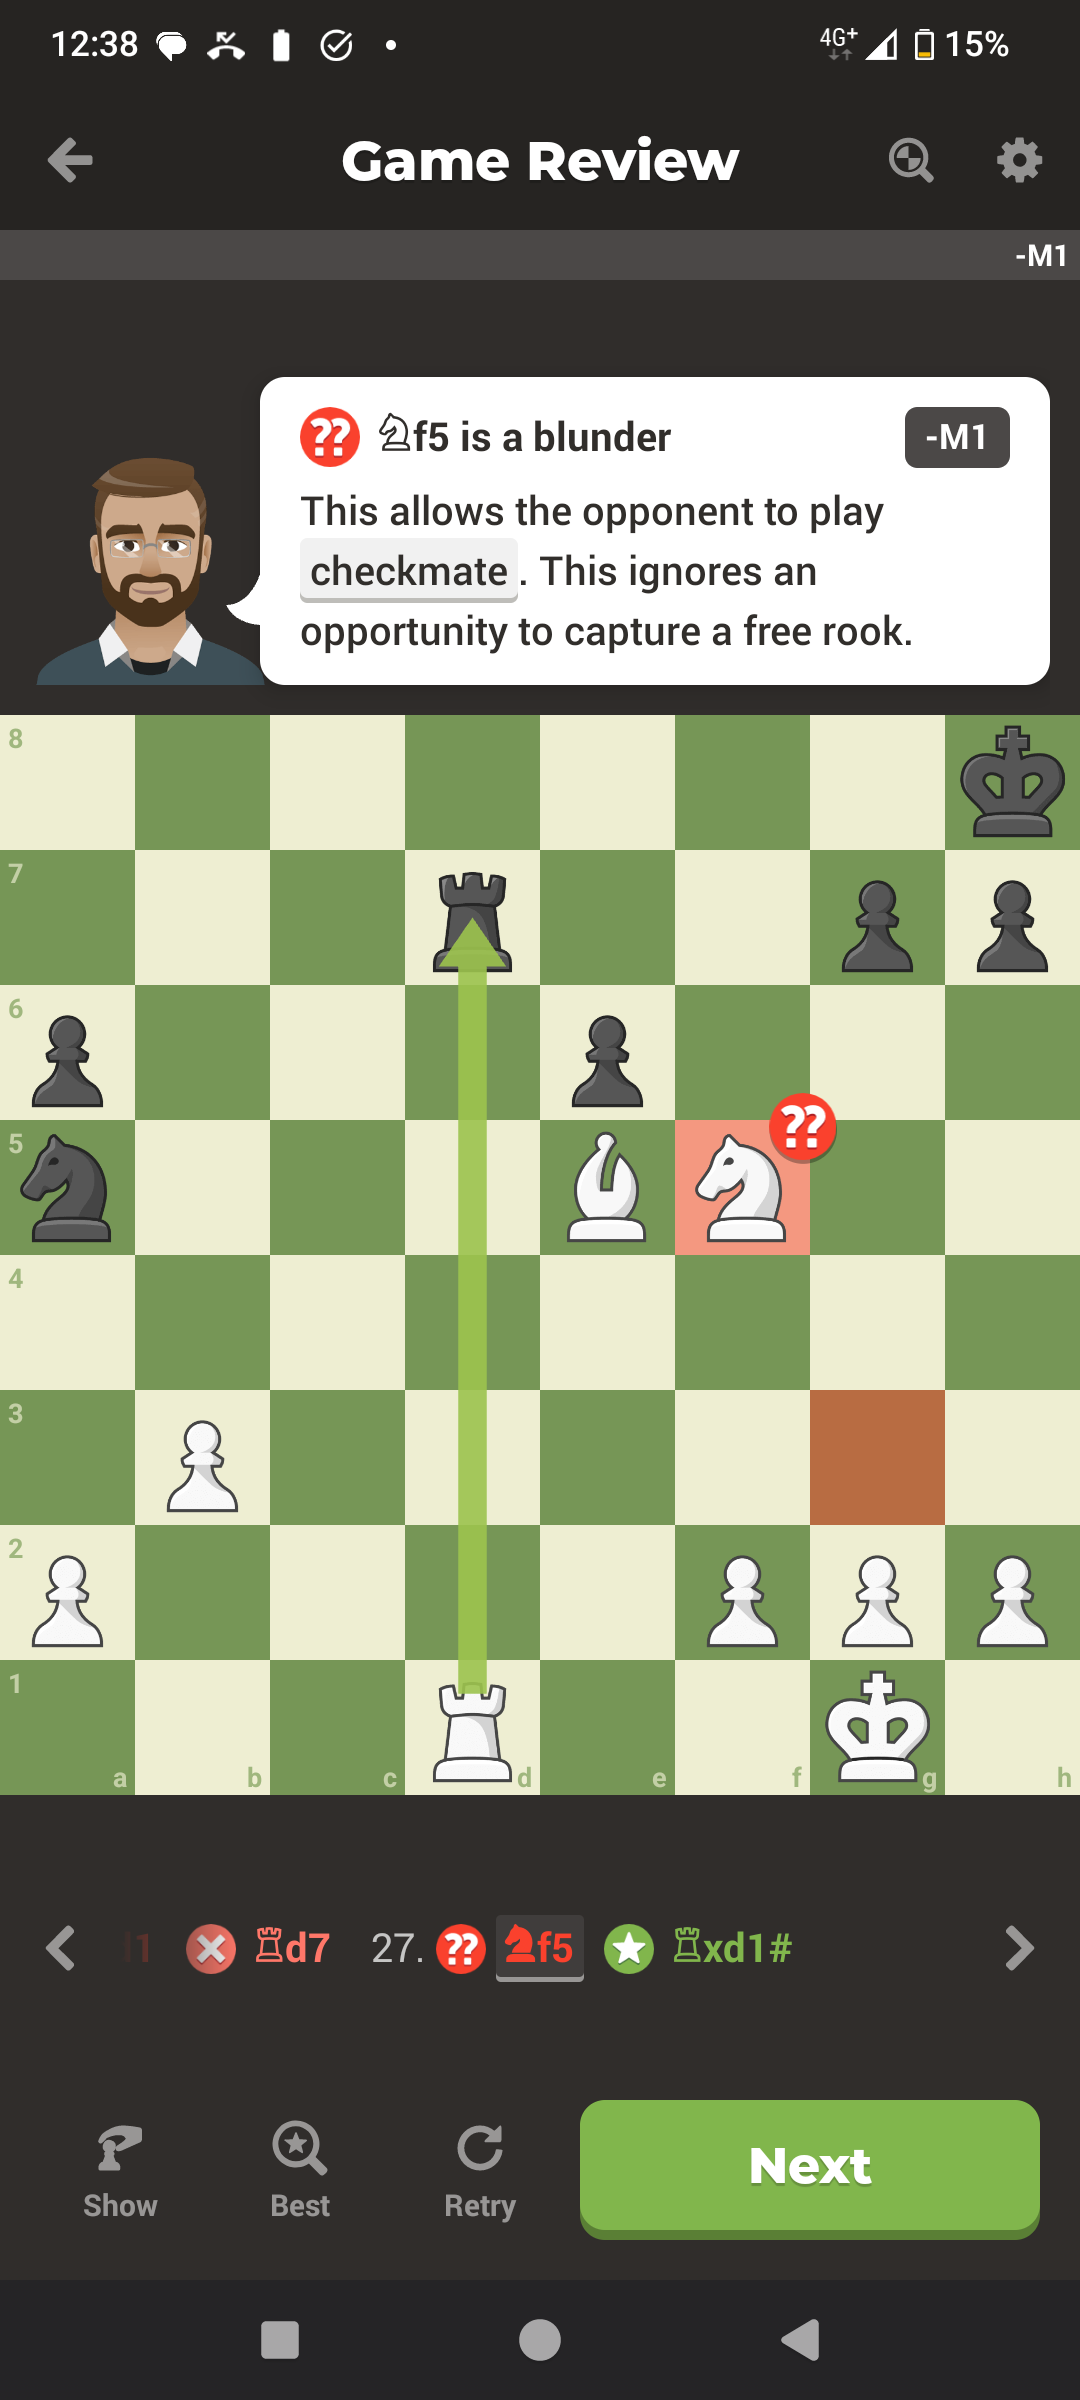 12:38 4G+ 15%
Game Review
-M1
?? ♘f5 is a blunder -M1
This allows the opponent to play
checkmate. This ignores an
opportunity to capture a free rook.
8
7
6
5
??
4
3
2
1
a b c d e f g h
♖d7 27. ?? ♞f5 ♖xd1#
Show Best Retry Next